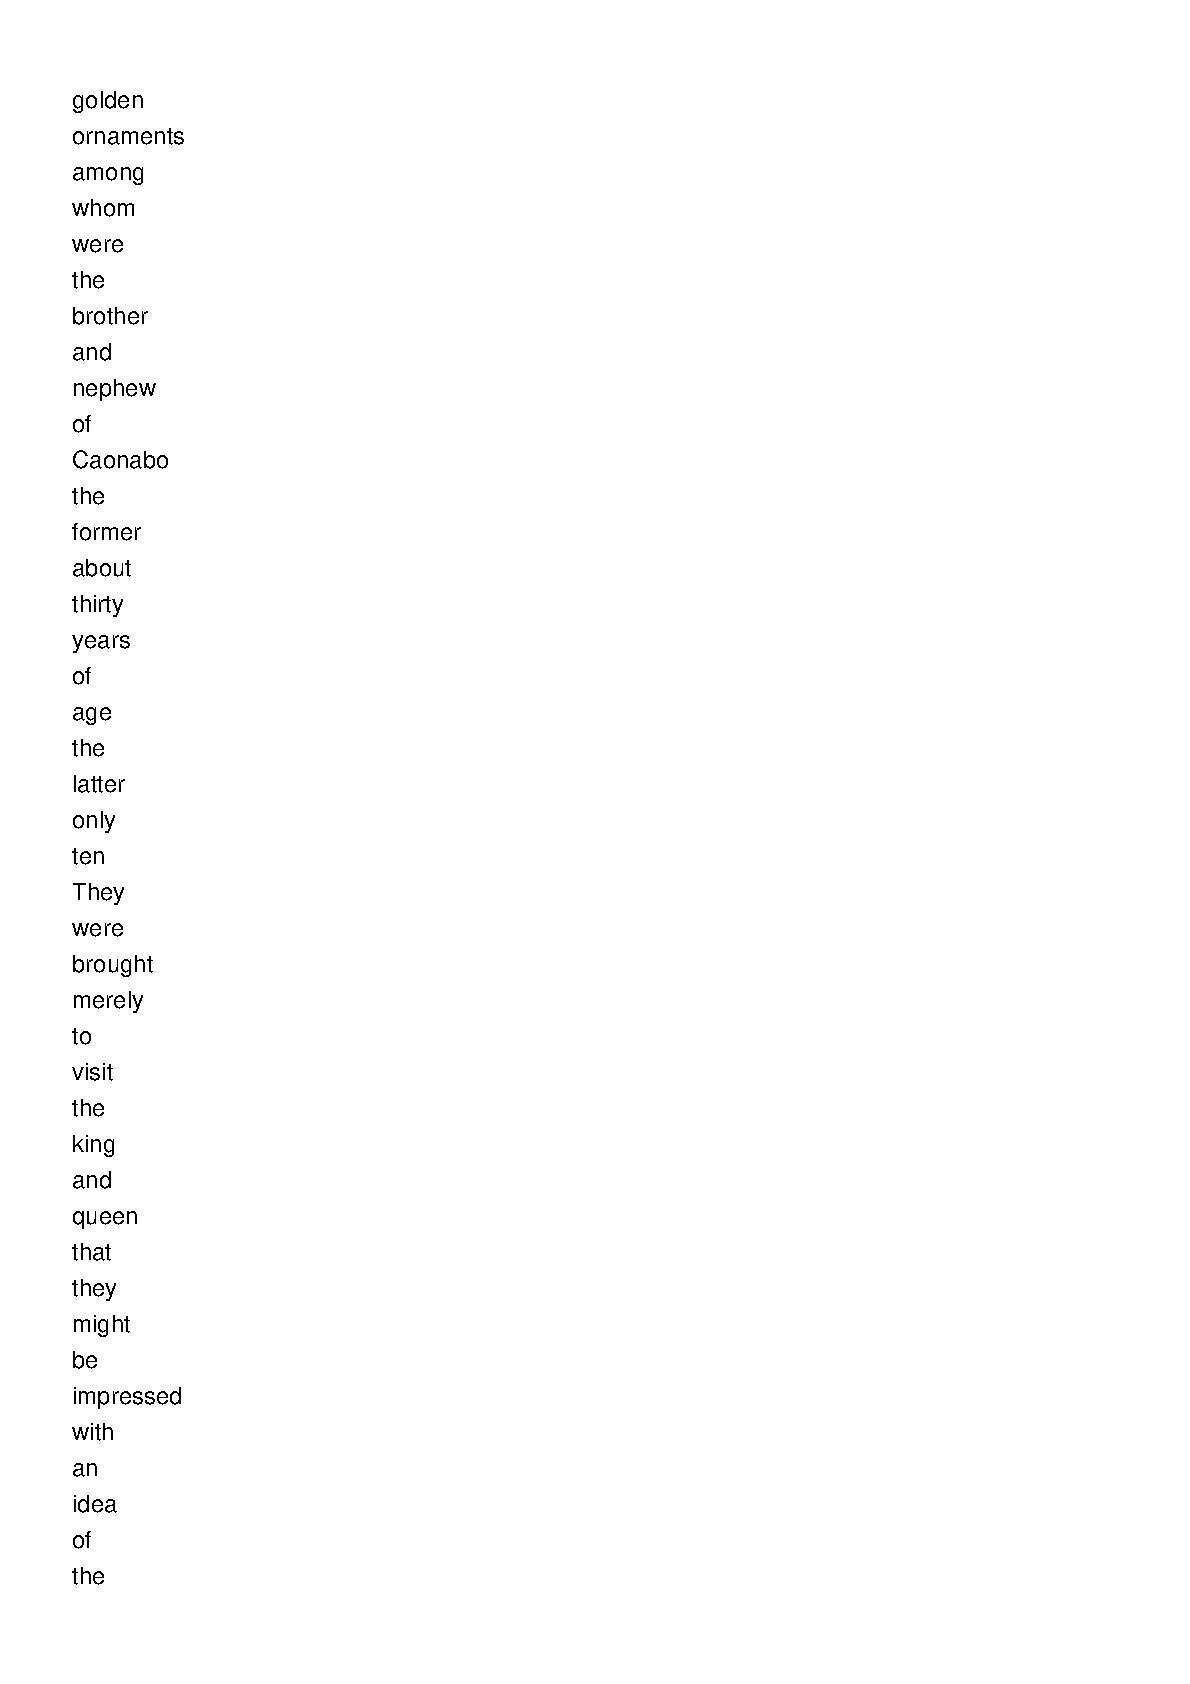 golden
ornaments
among
whom
were
the
brother
and
nephew
of
Caonabo
the
former
about
thirty
years
of
age
the
latter
only
ten
They
were
brought
merely
to
visit
the
king
and
queen
that
they
might
be
impressed
with
an
idea
of
the